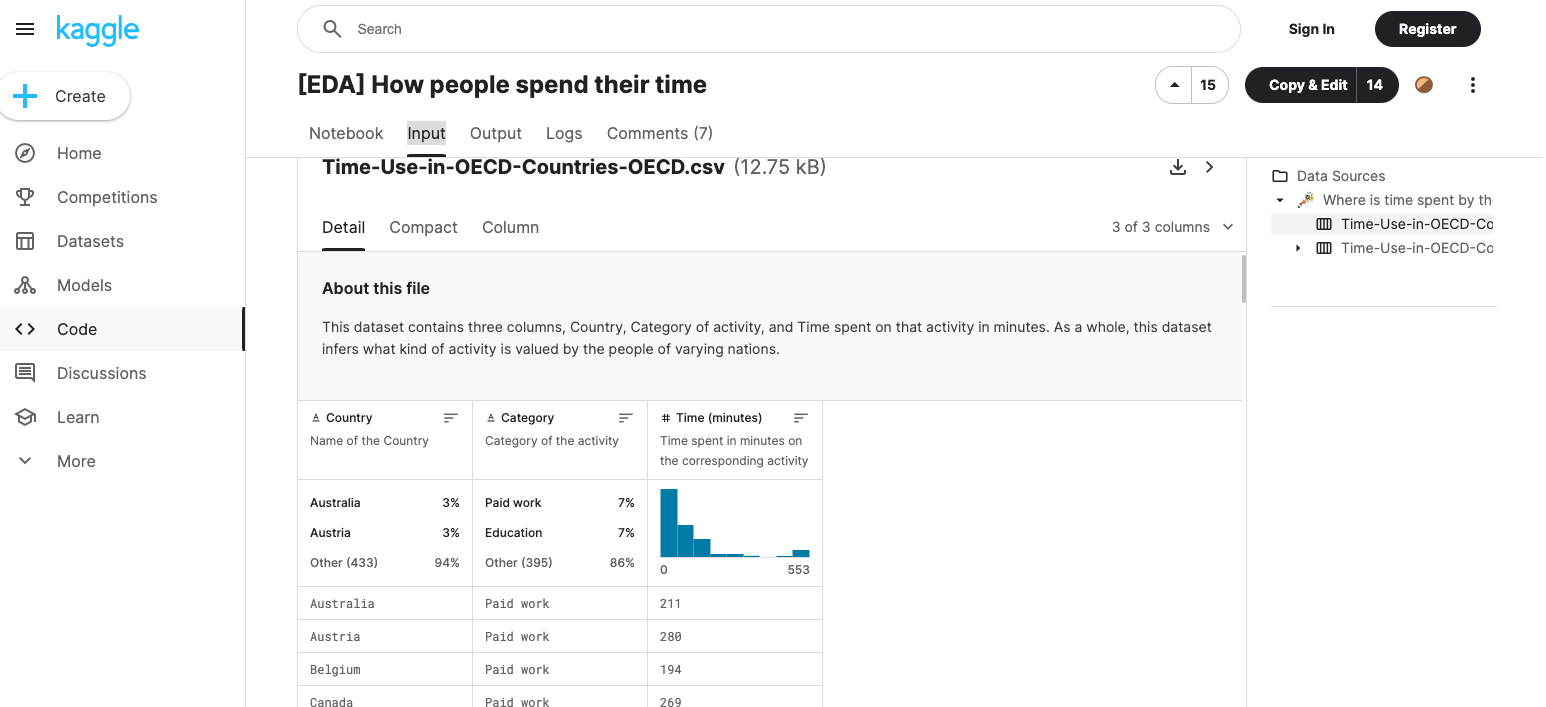 kaggle
Search
Sign In
Register
Create
Home
Competitions
Datasets
Models
Code
Discussions
Learn
More
[EDA] How people spend their time
15
Copy & Edit 14
Notebook Input Output Logs Comments (7)
Time-Use-in-OECD-Countries-OECD.csv (12.75 kB)
Detail Compact Column
3 of 3 columns
About this file
This dataset contains three columns, Country, Category of activity, and Time spent on that activity in minutes. As a whole, this dataset
infers what kind of activity is valued by the people of varying nations.
A Country A Category # Time (minutes)
Name of the Country Category of the activity Time spent in minutes on
the corresponding activity
Australia 3% Paid work 7%
Austria 3% Education 7%
Other (433) 94% Other (395) 86%
0 553
Australia Paid work 211
Austria Paid work 280
Belgium Paid work 194
Canada Paid work 269
Data Sources
Where is time spent by th
Time-Use-in-OECD-Co
Time-Use-in-OECD-Co